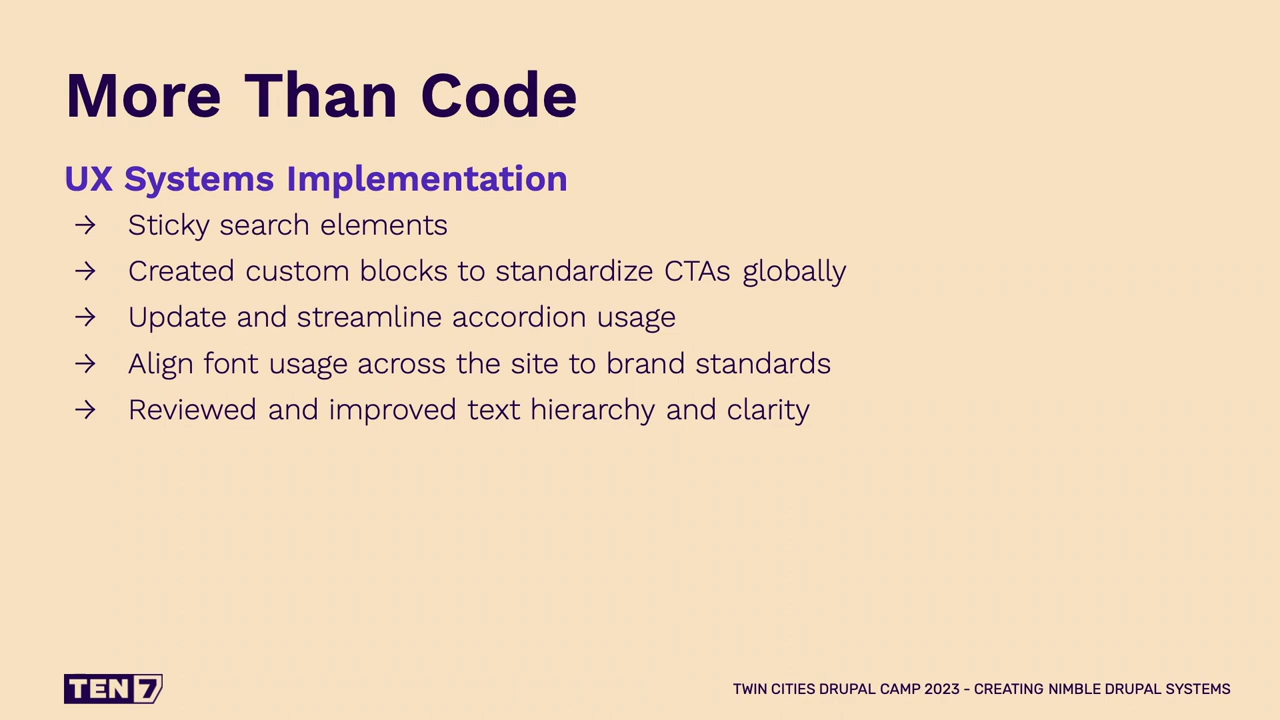 More Than Code
UX Systems Implementation
→ Sticky search elements
→ Created custom blocks to standardize CTAs globally
→ Update and streamline accordion usage
→ Align font usage across the site to brand standards
→ Reviewed and improved text hierarchy and clarity
TEN7
TWIN CITIES DRUPAL CAMP 2023 - CREATING NIMBLE DRUPAL SYSTEMS